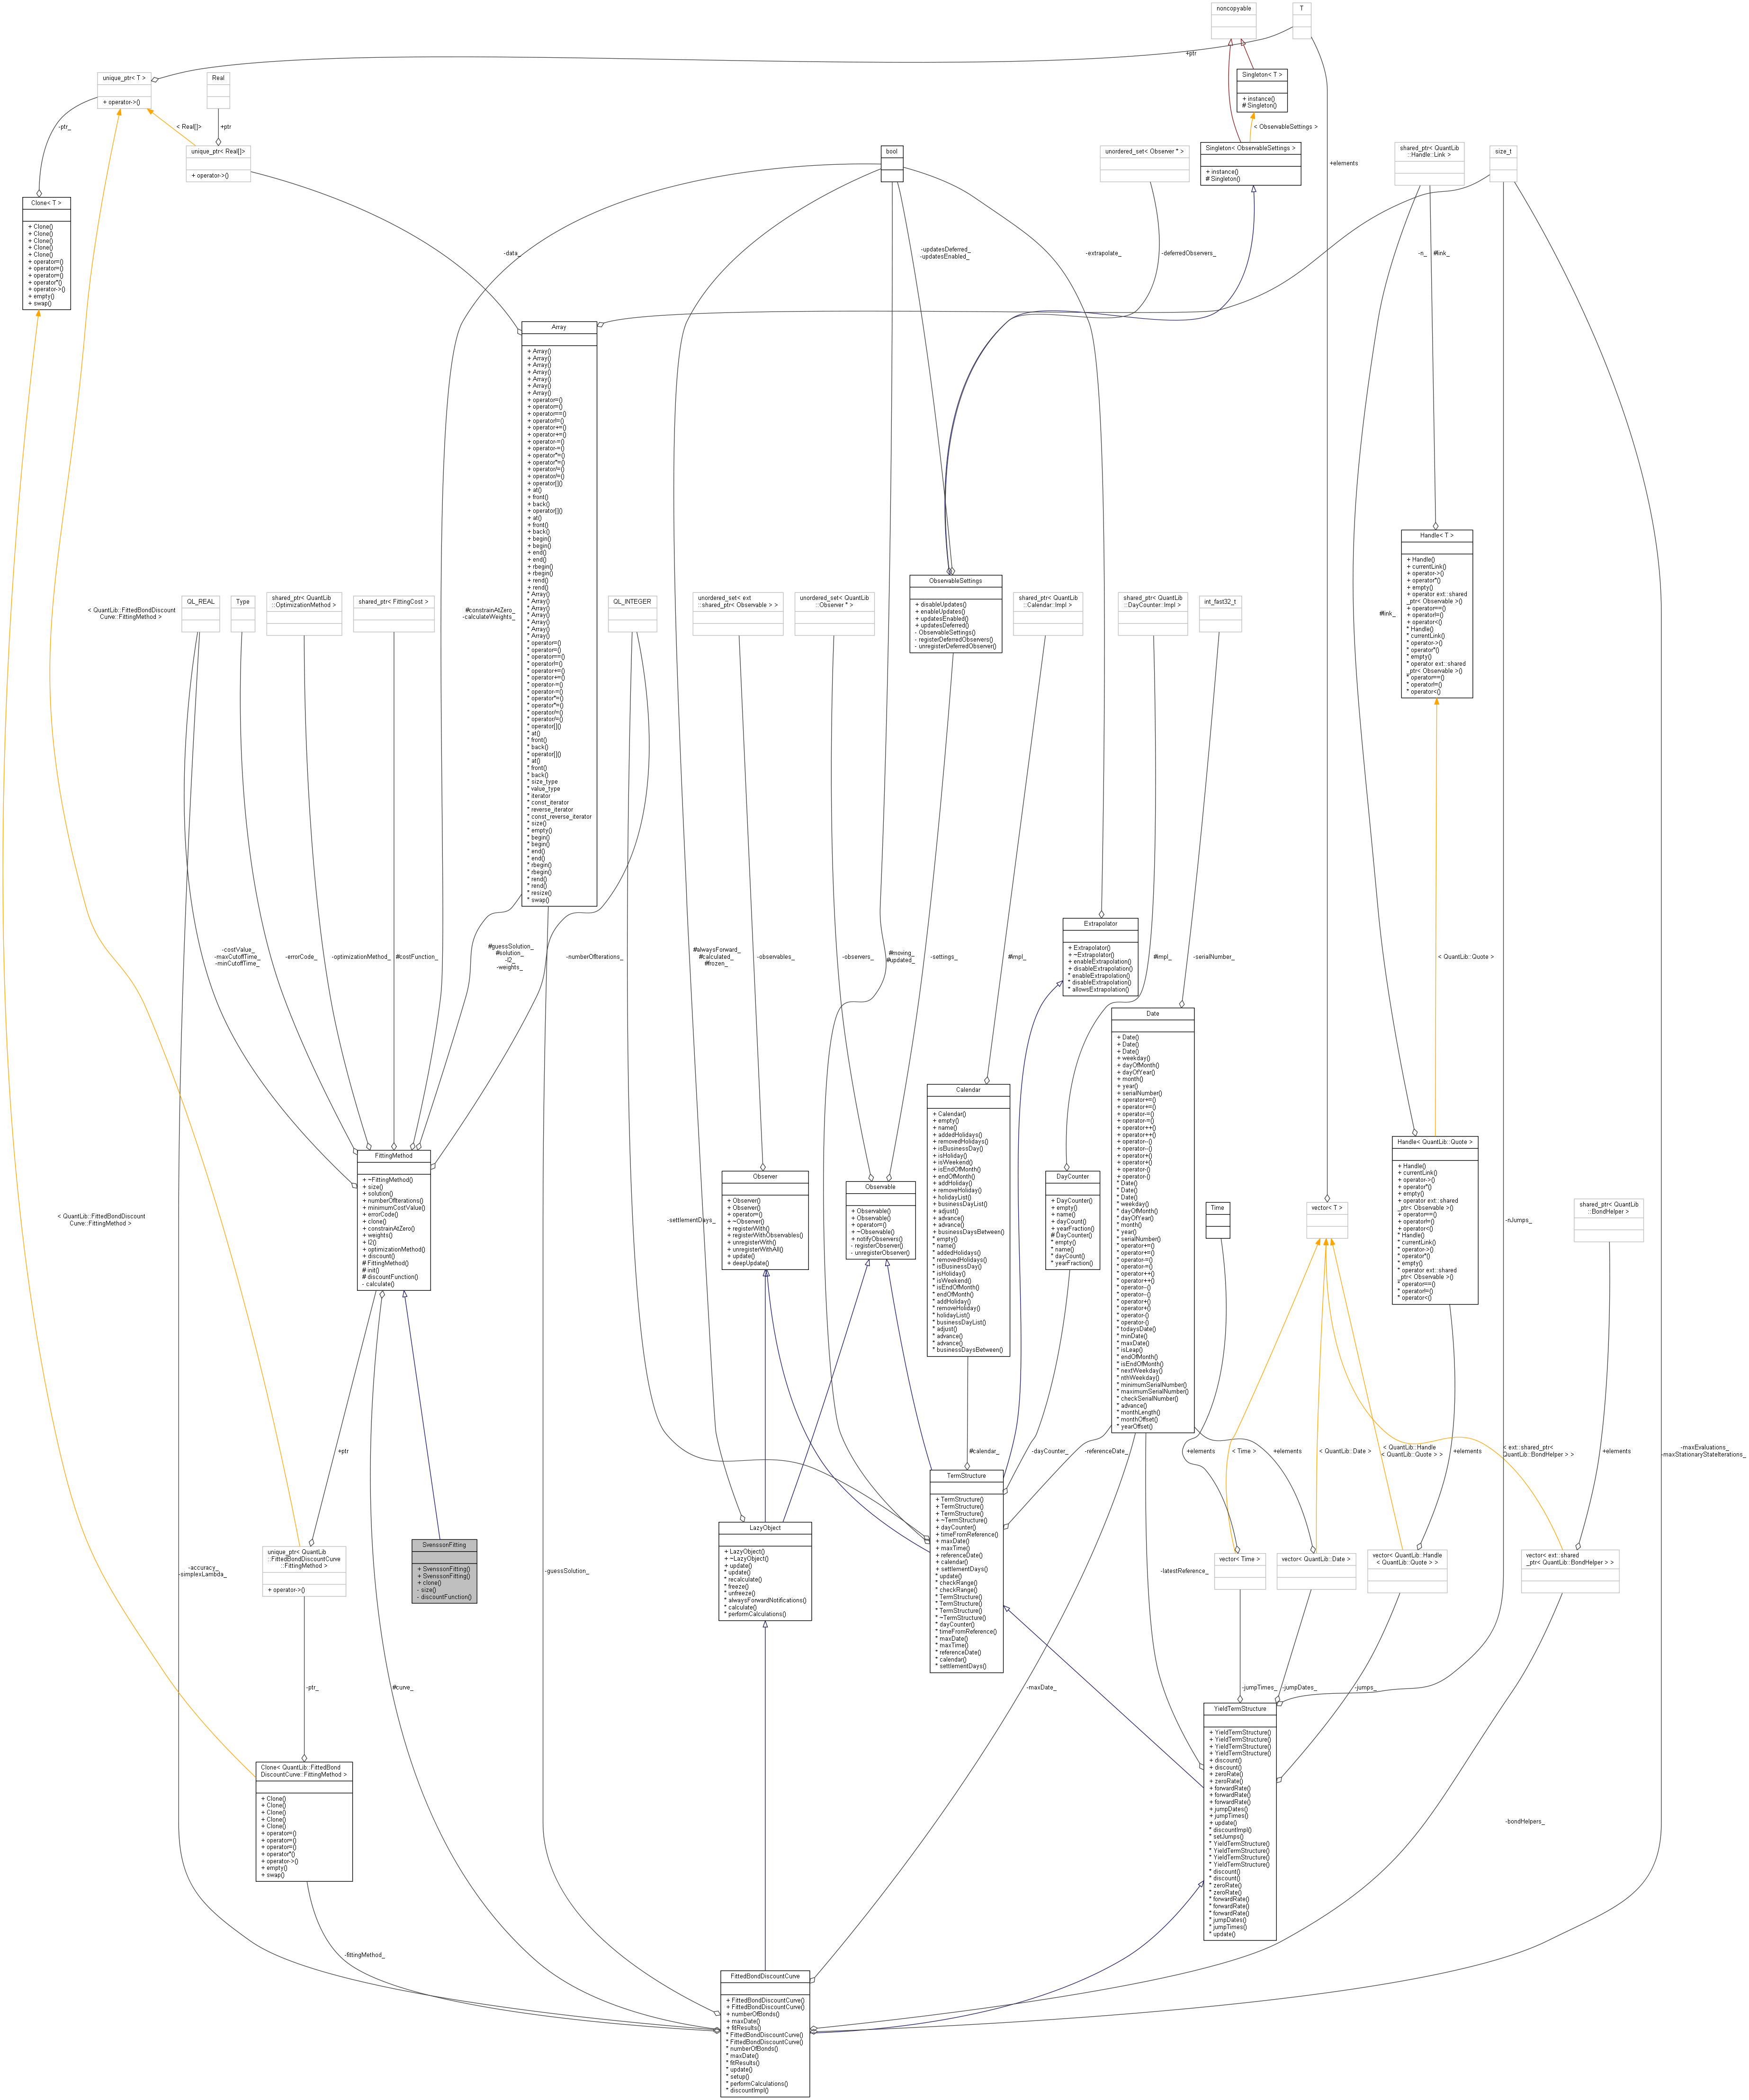 noncopyable
T
+ptr
unique_ptr< T >
+ operator->()
Real
Singleton< T >
+ instance()
# Singleton()
-ptr_
< Real[]>
+ptr
< ObservableSettings >
unique_ptr< Real[]>
+ operator->()
bool
unordered_set< Observer * >
Singleton< ObservableSettings >
+ instance()
# Singleton()
+elements
shared_ptr< QuantLib
::Handle::Link >
size_t
Clone< T >
+ Clone()
+ Clone()
+ Clone()
+ Clone()
+ Clone()
+ operator=()
+ operator=()
+ operator=()
+ operator*()
+ operator->()
+ empty()
+ swap()
-data_
-updatesDeferred_
-updatesEnabled_
-extrapolate_
-deferredObservers_
-n_
#link_
Array
+ Array()
+ Array()
+ Array()
+ Array()
+ Array()
+ Array()
+ Array()
+ operator=()
+ operator=()
+ operator==()
+ operator!=()
+ operator+=()
+ operator+=()
+ operator-=()
+ operator-=()
+ operator*=()
+ operator*=()
+ operator/=()
+ operator/=()
+ operator[]()
+ at()
+ front()
+ back()
+ operator[]()
+ at()
+ front()
+ back()
+ begin()
+ begin()
+ end()
+ end()
+ rbegin()
+ rbegin()
+ rend()
+ rend()
* Array()
* Array()
* Array()
* Array()
* Array()
* Array()
* Array()
* operator=()
* operator=()
* operator==()
* operator!=()
* operator+=()
* operator+=()
* operator-=()
* operator-=()
* operator*=()
* operator*=()
* operator/=()
* operator/=()
* operator[]()
* at()
* front()
* back()
* operator[]()
* at()
* front()
* back()
* size_type
* value_type
* iterator
* const_iterator
* reverse_iterator
* const_reverse_iterator
* size()
* empty()
* begin()
* begin()
* end()
* end()
* rbegin()
* rbegin()
* rend()
* rend()
* resize()
* swap()
Handle< T >
+ Handle()
+ currentLink()
+ operator->()
+ operator*()
+ empty()
+ operator ext::shared
_ptr< Observable >()
+ operator==()
+ operator!=()
+ operator<()
* Handle()
* currentLink()
* operator->()
* operator*()
* empty()
* operator ext::shared
_ptr< Observable >()
* operator==()
* operator!=()
* operator<()
ObservableSettings
+ disableUpdates()
+ enableUpdates()
+ updatesEnabled()
+ updatesDeferred()
- ObservableSettings()
- registerDeferredObservers()
- unregisterDeferredObserver()
< QuantLib::FittedBondDiscount
Curve::FittingMethod >
QL_REAL
Type
shared_ptr< QuantLib
::OptimizationMethod >
shared_ptr< FittingCost >
#constrainAtZero_
-calculateWeights_
QL_INTEGER
unordered_set< ext
::shared_ptr< Observable > >
unordered_set< QuantLib
::Observer * >
shared_ptr< QuantLib
::Calendar::Impl >
shared_ptr< QuantLib
::DayCounter::Impl >
int_fast32_t
#link_
Extrapolator
+ Extrapolator()
+ ~Extrapolator()
+ enableExtrapolation()
+ disableExtrapolation()
* enableExtrapolation()
* disableExtrapolation()
* allowsExtrapolation()
-costValue_
-maxCutoffTime_
-minCutoffTime_
-errorCode_
-optimizationMethod_
#costFunction_
#guessSolution_
#solution_
-l2_
-weights_
-numberOfIterations_
#alwaysForward_
#calculated_
#frozen_
-observables_
-observers_
#moving_
#updated_
-settings_
#impl_
#impl_
-serialNumber_
< QuantLib::Quote >
Date
+ Date()
+ Date()
+ Date()
+ weekday()
+ dayOfMonth()
+ dayOfYear()
+ month()
+ year()
+ serialNumber()
+ operator+=()
+ operator+=()
+ operator-=()
+ operator-=()
+ operator++()
+ operator++()
+ operator--()
+ operator--()
+ operator+()
+ operator+()
+ operator-()
+ operator-()
* Date()
* Date()
* Date()
* weekday()
* dayOfMonth()
* dayOfYear()
* month()
* year()
* serialNumber()
* operator+=()
* operator+=()
* operator-=()
* operator-=()
* operator++()
* operator++()
* operator--()
* operator--()
* operator+()
* operator+()
* operator-()
* operator-()
* todaysDate()
* minDate()
* maxDate()
* isLeap()
* endOfMonth()
* isEndOfMonth()
* nextWeekday()
* nthWeekday()
* minimumSerialNumber()
* maximumSerialNumber()
* checkSerialNumber()
* advance()
* monthLength()
* monthOffset()
* yearOffset()
Calendar
+ Calendar()
+ empty()
+ name()
+ addedHolidays()
+ removedHolidays()
+ isBusinessDay()
+ isHoliday()
+ isWeekend()
+ isEndOfMonth()
+ endOfMonth()
+ addHoliday()
+ removeHoliday()
+ holidayList()
+ businessDayList()
+ adjust()
+ advance()
+ advance()
+ businessDaysBetween()
* empty()
* name()
* addedHolidays()
* removedHolidays()
* isBusinessDay()
* isHoliday()
* isWeekend()
* isEndOfMonth()
* endOfMonth()
* addHoliday()
* removeHoliday()
* holidayList()
* businessDayList()
* adjust()
* advance()
* advance()
* businessDaysBetween()
FittingMethod
+ ~FittingMethod()
+ size()
+ solution()
+ numberOfIterations()
+ minimumCostValue()
+ errorCode()
+ clone()
+ constrainAtZero()
+ weights()
+ l2()
+ optimizationMethod()
+ discount()
# FittingMethod()
# init()
# discountFunction()
- calculate()
Observer
+ Observer()
+ Observer()
+ operator=()
+ ~Observer()
+ registerWith()
+ registerWithObservables()
+ unregisterWith()
+ unregisterWithAll()
+ update()
+ deepUpdate()
Observable
+ Observable()
+ Observable()
+ operator=()
+ ~Observable()
+ notifyObservers()
- registerObserver()
- unregisterObserver()
DayCounter
+ DayCounter()
+ empty()
+ name()
+ dayCount()
+ yearFraction()
# DayCounter()
* empty()
* name()
* dayCount()
* yearFraction()
Time
vector< T >
Handle< QuantLib::Quote >
+ Handle()
+ currentLink()
+ operator->()
+ operator*()
+ empty()
+ operator ext::shared
_ptr< Observable >()
+ operator==()
+ operator!=()
+ operator<()
* Handle()
* currentLink()
* operator->()
* operator*()
* empty()
* operator ext::shared
_ptr< Observable >()
* operator==()
* operator!=()
* operator<()
shared_ptr< QuantLib
::BondHelper >
< QuantLib::FittedBondDiscount
Curve::FittingMethod >
-settlementDays_
-nJumps_
+ptr
#calendar_
-dayCounter_
-referenceDate_
+elements
< Time >
+elements
< QuantLib::Date >
< QuantLib::Handle
< QuantLib::Quote > >
+elements
< ext::shared_ptr<
QuantLib::BondHelper > >
+elements
-maxEvaluations_
-maxStationaryStateIterations_
TermStructure
+ TermStructure()
+ TermStructure()
+ TermStructure()
+ ~TermStructure()
+ dayCounter()
+ timeFromReference()
+ maxDate()
+ maxTime()
+ referenceDate()
+ calendar()
+ settlementDays()
* update()
* checkRange()
* checkRange()
* TermStructure()
* TermStructure()
* TermStructure()
* ~TermStructure()
* dayCounter()
* timeFromReference()
* maxDate()
* maxTime()
* referenceDate()
* calendar()
* settlementDays()
LazyObject
+ LazyObject()
+ ~LazyObject()
+ update()
* update()
* recalculate()
* freeze()
* unfreeze()
* alwaysForwardNotifications()
* calculate()
* performCalculations()
SvenssonFitting
+ SvenssonFitting()
+ SvenssonFitting()
+ clone()
- size()
- discountFunction()
unique_ptr< QuantLib
::FittedBondDiscountCurve
::FittingMethod >
+ operator->()
-accuracy_
-simplexLambda_
-guessSolution_
-latestReference_
vector< Time >
vector< QuantLib::Date >
vector< QuantLib::Handle
< QuantLib::Quote > >
vector< ext::shared
_ptr< QuantLib::BondHelper > >
-ptr_
#curve_
-maxDate_
-jumpTimes_
-jumpDates_
-jumps_
YieldTermStructure
+ YieldTermStructure()
+ YieldTermStructure()
+ YieldTermStructure()
+ YieldTermStructure()
+ discount()
+ discount()
+ zeroRate()
+ zeroRate()
+ forwardRate()
+ forwardRate()
+ forwardRate()
+ jumpDates()
+ jumpTimes()
+ update()
* discountImpl()
* setJumps()
* YieldTermStructure()
* YieldTermStructure()
* YieldTermStructure()
* YieldTermStructure()
* discount()
* discount()
* zeroRate()
* zeroRate()
* forwardRate()
* forwardRate()
* forwardRate()
* jumpDates()
* jumpTimes()
* update()
Clone< QuantLib::FittedBond
DiscountCurve::FittingMethod >
+ Clone()
+ Clone()
+ Clone()
+ Clone()
+ Clone()
+ operator=()
+ operator=()
+ operator=()
+ operator*()
+ operator->()
+ empty()
+ swap()
-bondHelpers_
-fittingMethod_
FittedBondDiscountCurve
+ FittedBondDiscountCurve()
+ FittedBondDiscountCurve()
+ numberOfBonds()
+ maxDate()
+ fitResults()
* FittedBondDiscountCurve()
* FittedBondDiscountCurve()
* numberOfBonds()
* maxDate()
* fitResults()
* update()
* setup()
* performCalculations()
* discountImpl()